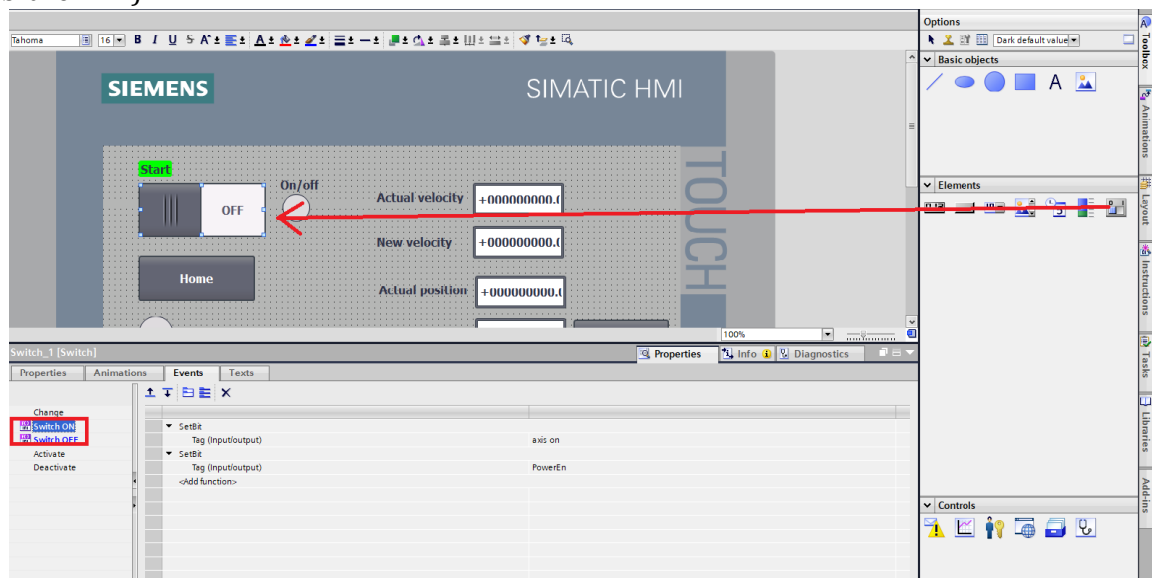 Options
Tahoma 16 B I U S
Dark default value
Basic objects
A
SIEMENS
SIMATIC HMI
TOUCH
Start
On/off
OFF
Actual velocity
+000000000.(
New velocity
+000000000.(
Home
Actual position
+000000000.(
Elements
100%
Switch_1 [Switch]
Properties
Info
Diagnostics
Properties
Animations
Events
Texts
Change
Switch ON
Switch OFF
Activate
Deactivate
SetBit
Tag (Input/output)
axis on
SetBit
Tag (Input/output)
PowerEn
<Add function>
Controls
Toolbox
Animations
Layout
Instructions
Tasks
Libraries
Add-ins